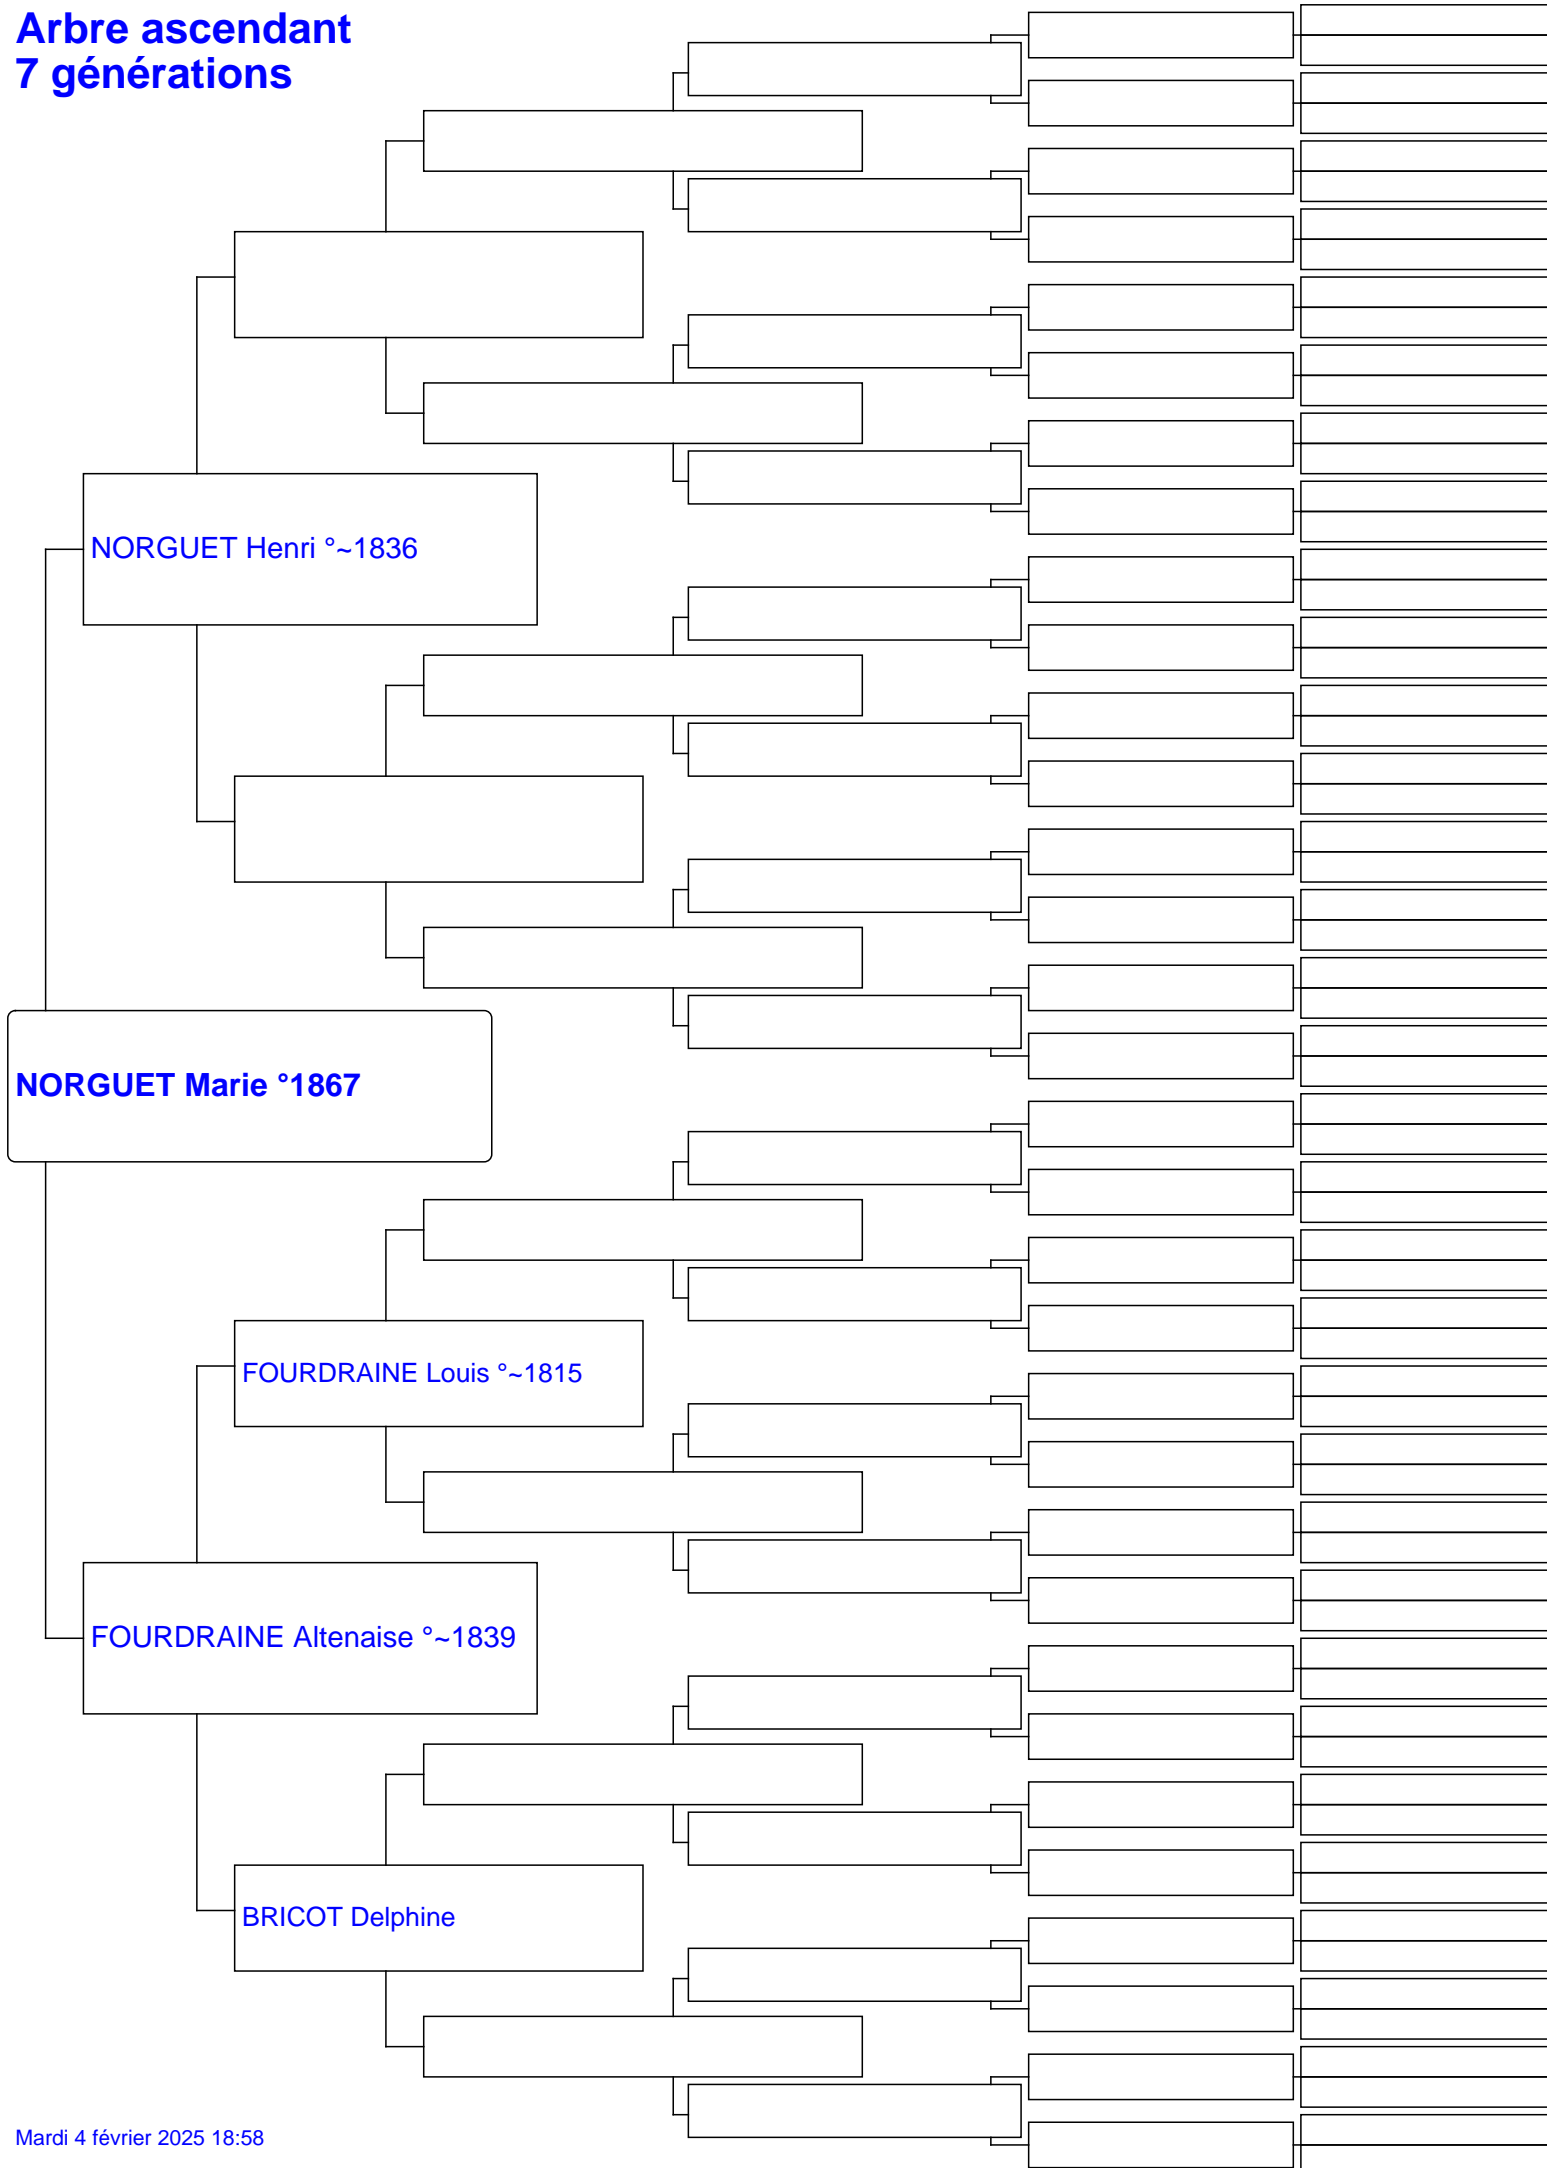 Arbre ascendant
7 générations
NORGUET Henri °~1836
NORGUET Marie °1867
FOURDRAINE Louis °~1815
FOURDRAINE Altenaise °~1839
BRICOT Delphine
Mardi 4 février 2025 18:58